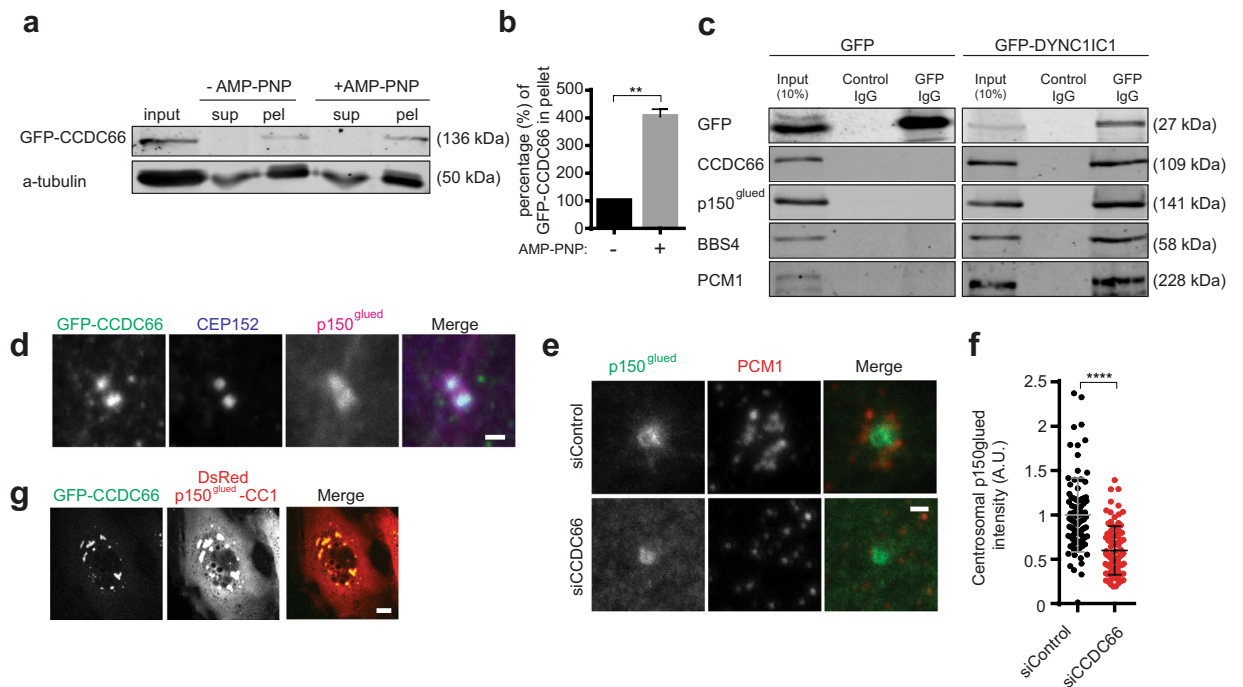 a
- AMP-PNP +AMP-PNP
input sup pel sup pel
GFP-CCDC66 (136 kDa)
a-tubulin (50 kDa)
b
percentage (%) of
GFP-CCDC66 in pellet
500
400
300
200
100
0
**
AMP-PNP: - +
c
GFP GFP-DYNC1IC1
Input (10%) Control IgG GFP IgG Input (10%) Control IgG GFP IgG
GFP (27 kDa)
CCDC66 (109 kDa)
p150glued (141 kDa)
BBS4 (58 kDa)
PCM1 (228 kDa)
d
GFP-CCDC66 CEP152 p150glued Merge
e
p150glued PCM1 Merge
siControl
siCCDC66
f
Centrosomal p150glued
intensity (A.U.)
2.5
2
1.5
1
0.5
0
****
siControl
siCCDC66
g
GFP-CCDC66 DsRed p150glued-CC1 Merge